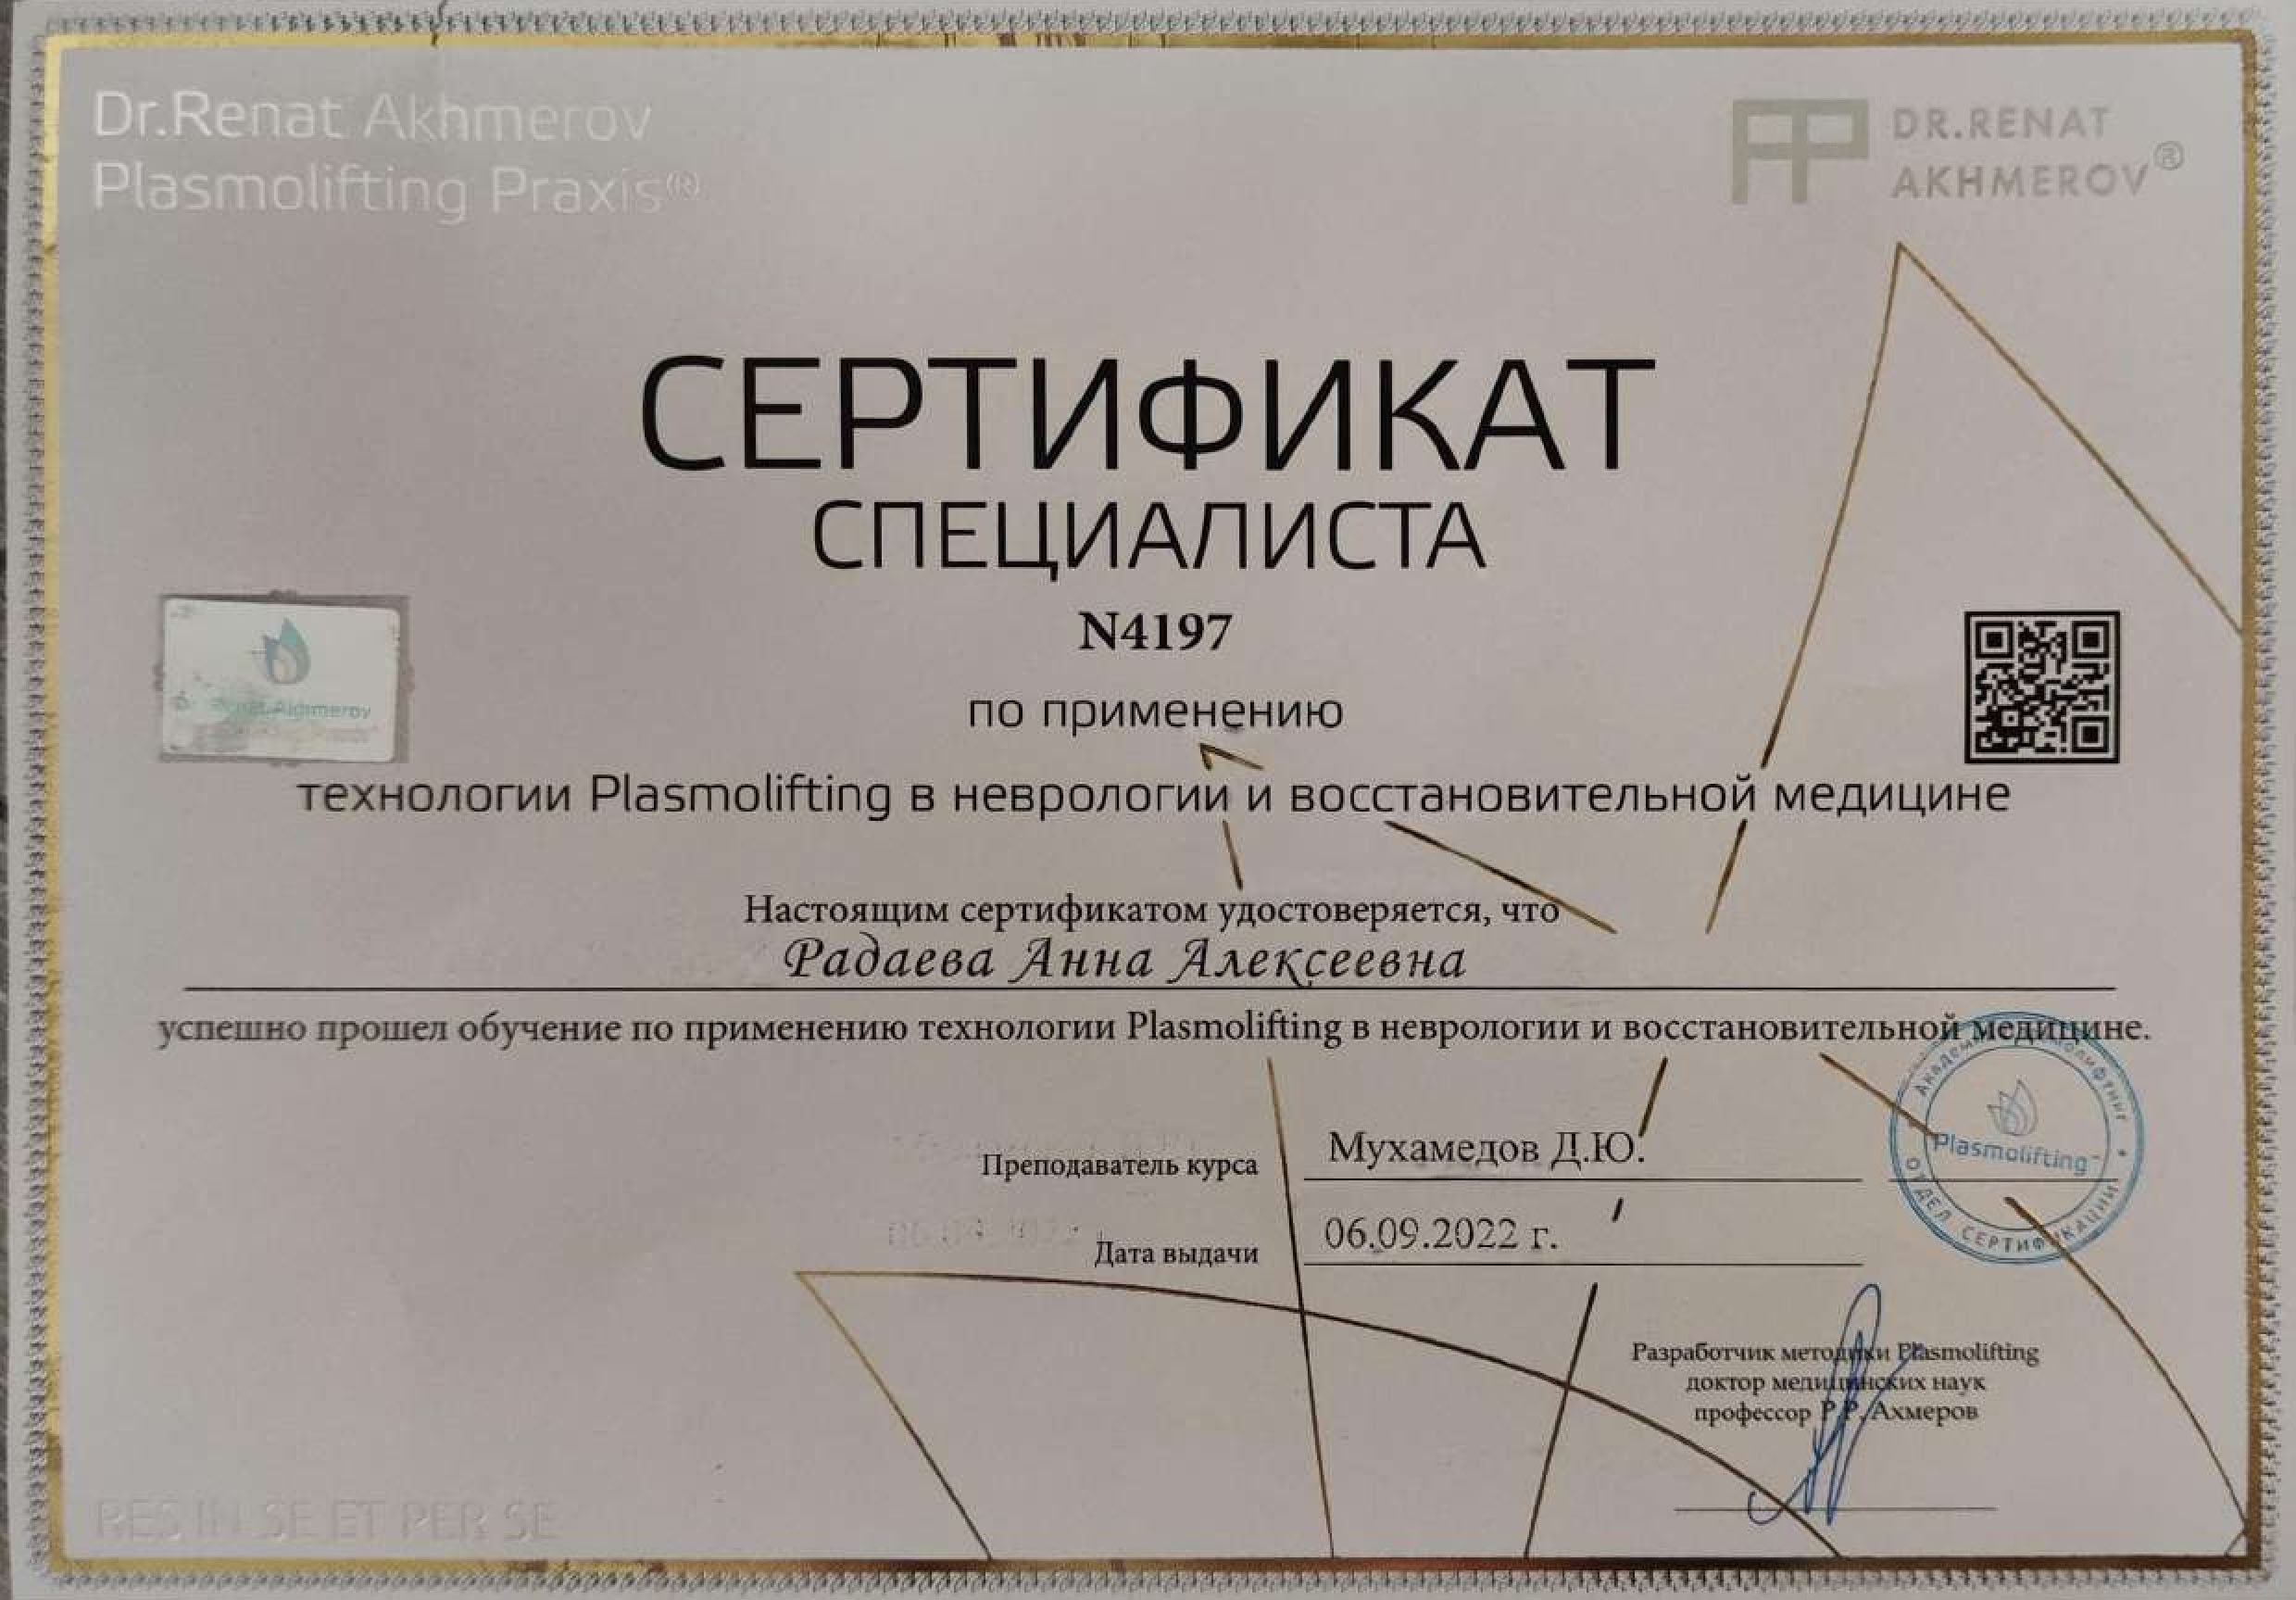 Dr.Renat Akhmerov
Plasmolifting Praxis®
DR.RENAT
AKHMEROV®
СЕРТИФИКАТ
СПЕЦИАЛИСТА
N4197
по применению
Akhmerov
технологии Plasmolifting в неврологии и восстановительной медицине
Настоящим сертификатом удостоверяется, что
Радаева Анна Алексеевна
успешно прошел обучение по применению технологии Plasmolifting в неврологии и восстановительной медицине.
Преподаватель курса Мухамедов Д.Ю.
Дата выдачи 06.09.2022 г.
Plasmolifting
ОТДЕЛ СЕРТИФИКАЦИИ
Разработчик методики Plasmolifting
доктор медицинских наук
профессор Р.Р. Ахмеров
RES IN SE ET PER SE